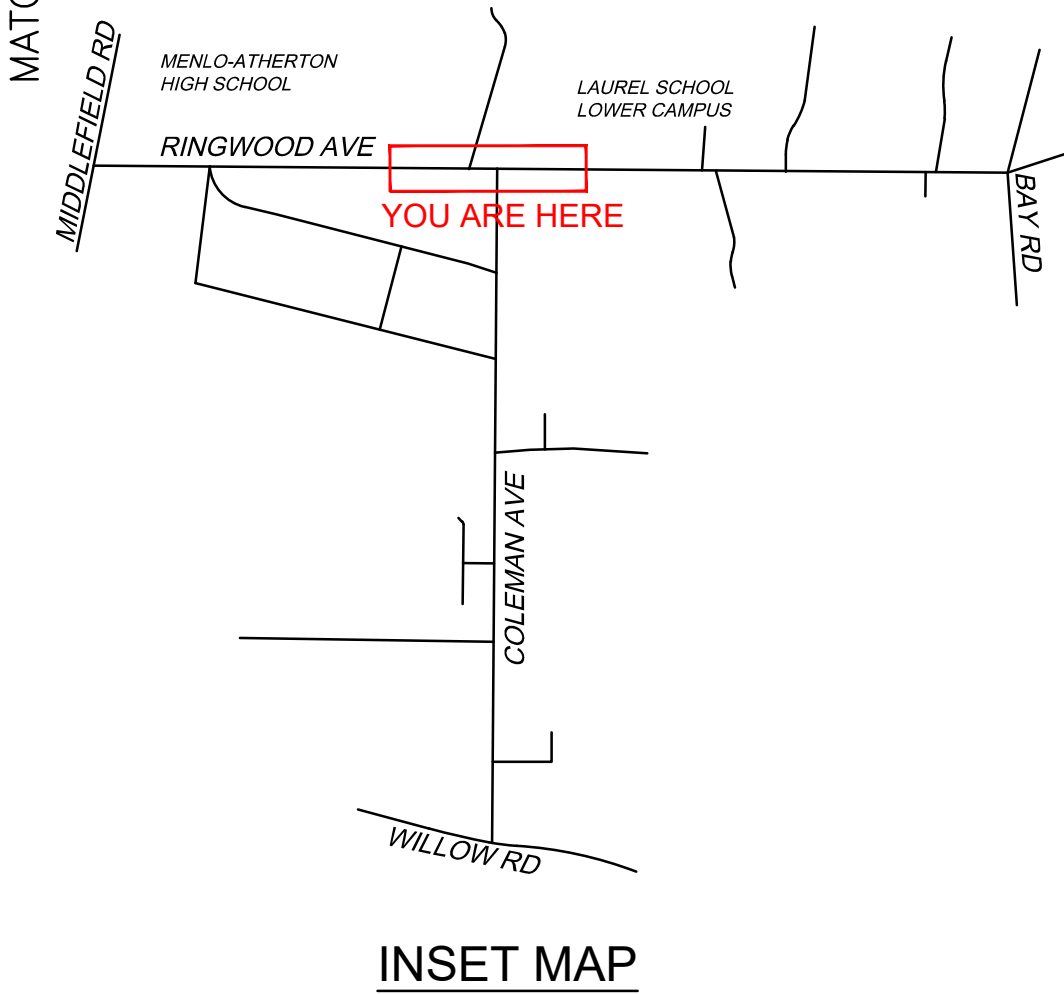 MATC
MIDDLEFIELD RD
MENLO-ATHERTON
HIGH SCHOOL
LAUREL SCHOOL
LOWER CAMPUS
RINGWOOD AVE
YOU ARE HERE
BAY RD
COLEMAN AVE
WILLOW RD
INSET MAP